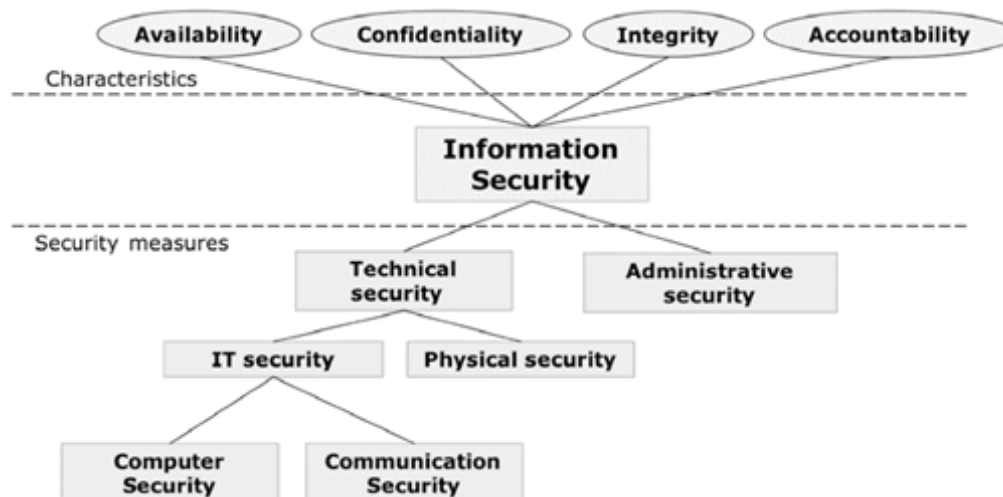 Availability
Confidentiality
Integrity
Accountability
Characteristics
Information
Security
Security measures
Technical
security
Administrative
security
IT security
Physical security
Computer
Security
Communication
Security